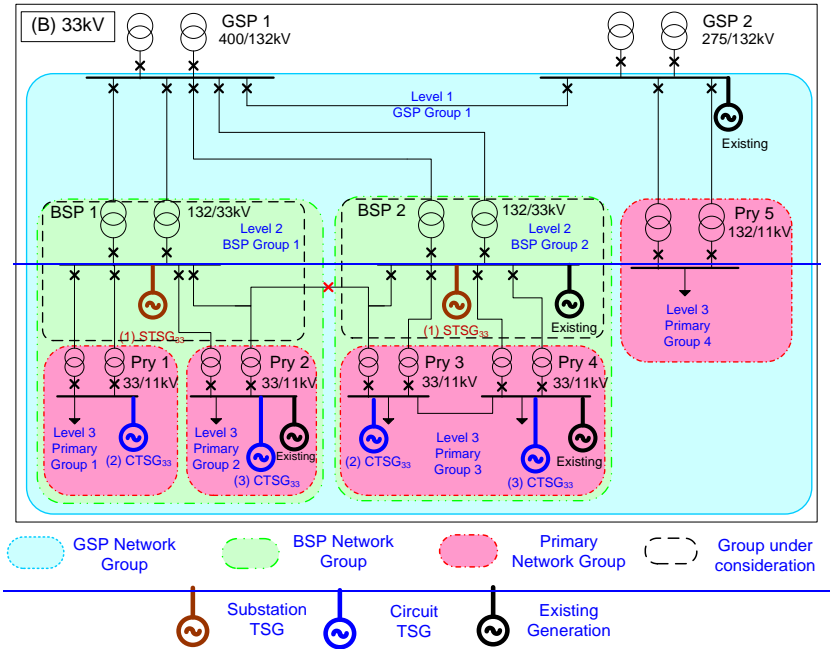 (B) 33kV
GSP 1
400/132kV
GSP 2
275/132kV
Level 1
GSP Group 1
Existing
BSP 1
132/33kV
Level 2
BSP Group 1
BSP 2
132/33kV
Level 2
BSP Group 2
Pry 5
132/11kV
(1) STSG33
(1) STSG33
Existing
Level 3
Primary
Group 4
Pry 1
33/11kV
Pry 2
33/11kV
Pry 3
33/11kV
Pry 4
33/11kV
Level 3
Primary
Group 1
(2) CTSG33
Level 3
Primary
Group 2
Existing
(3) CTSG33
(2) CTSG33
Level 3
Primary
Group 3
Existing
(3) CTSG33
GSP Network
Group
BSP Network
Group
Primary
Network Group
Group under
consideration
Substation
TSG
Circuit
TSG
Existing
Generation